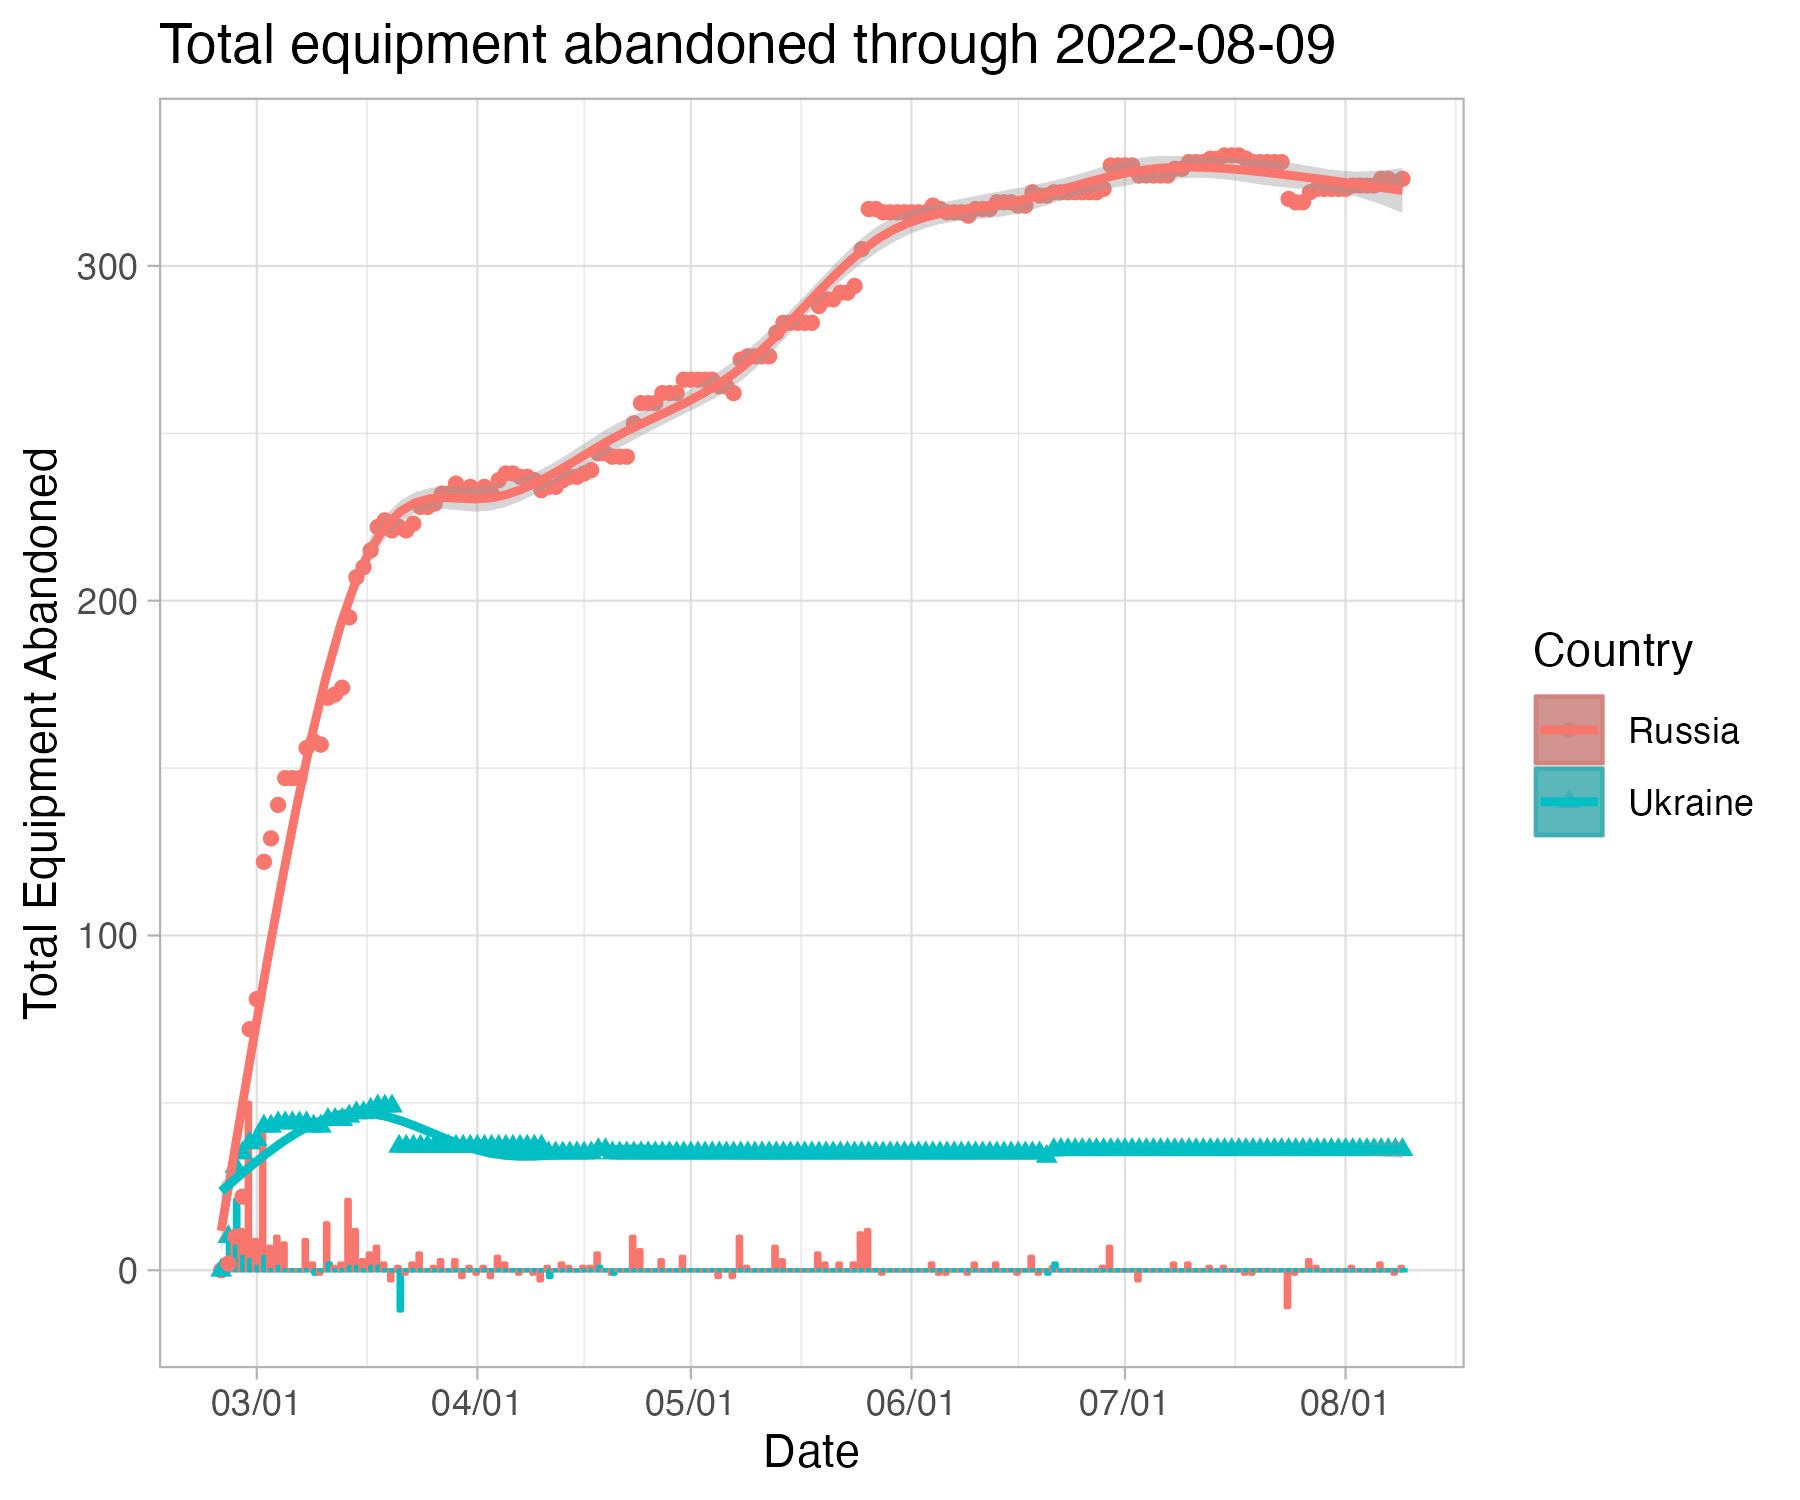 Total equipment abandoned through 2022-08-09
Total Equipment Abandoned
300
200
100
0
03/01
04/01
05/01
06/01
07/01
08/01
Date
Country
Russia
Ukraine